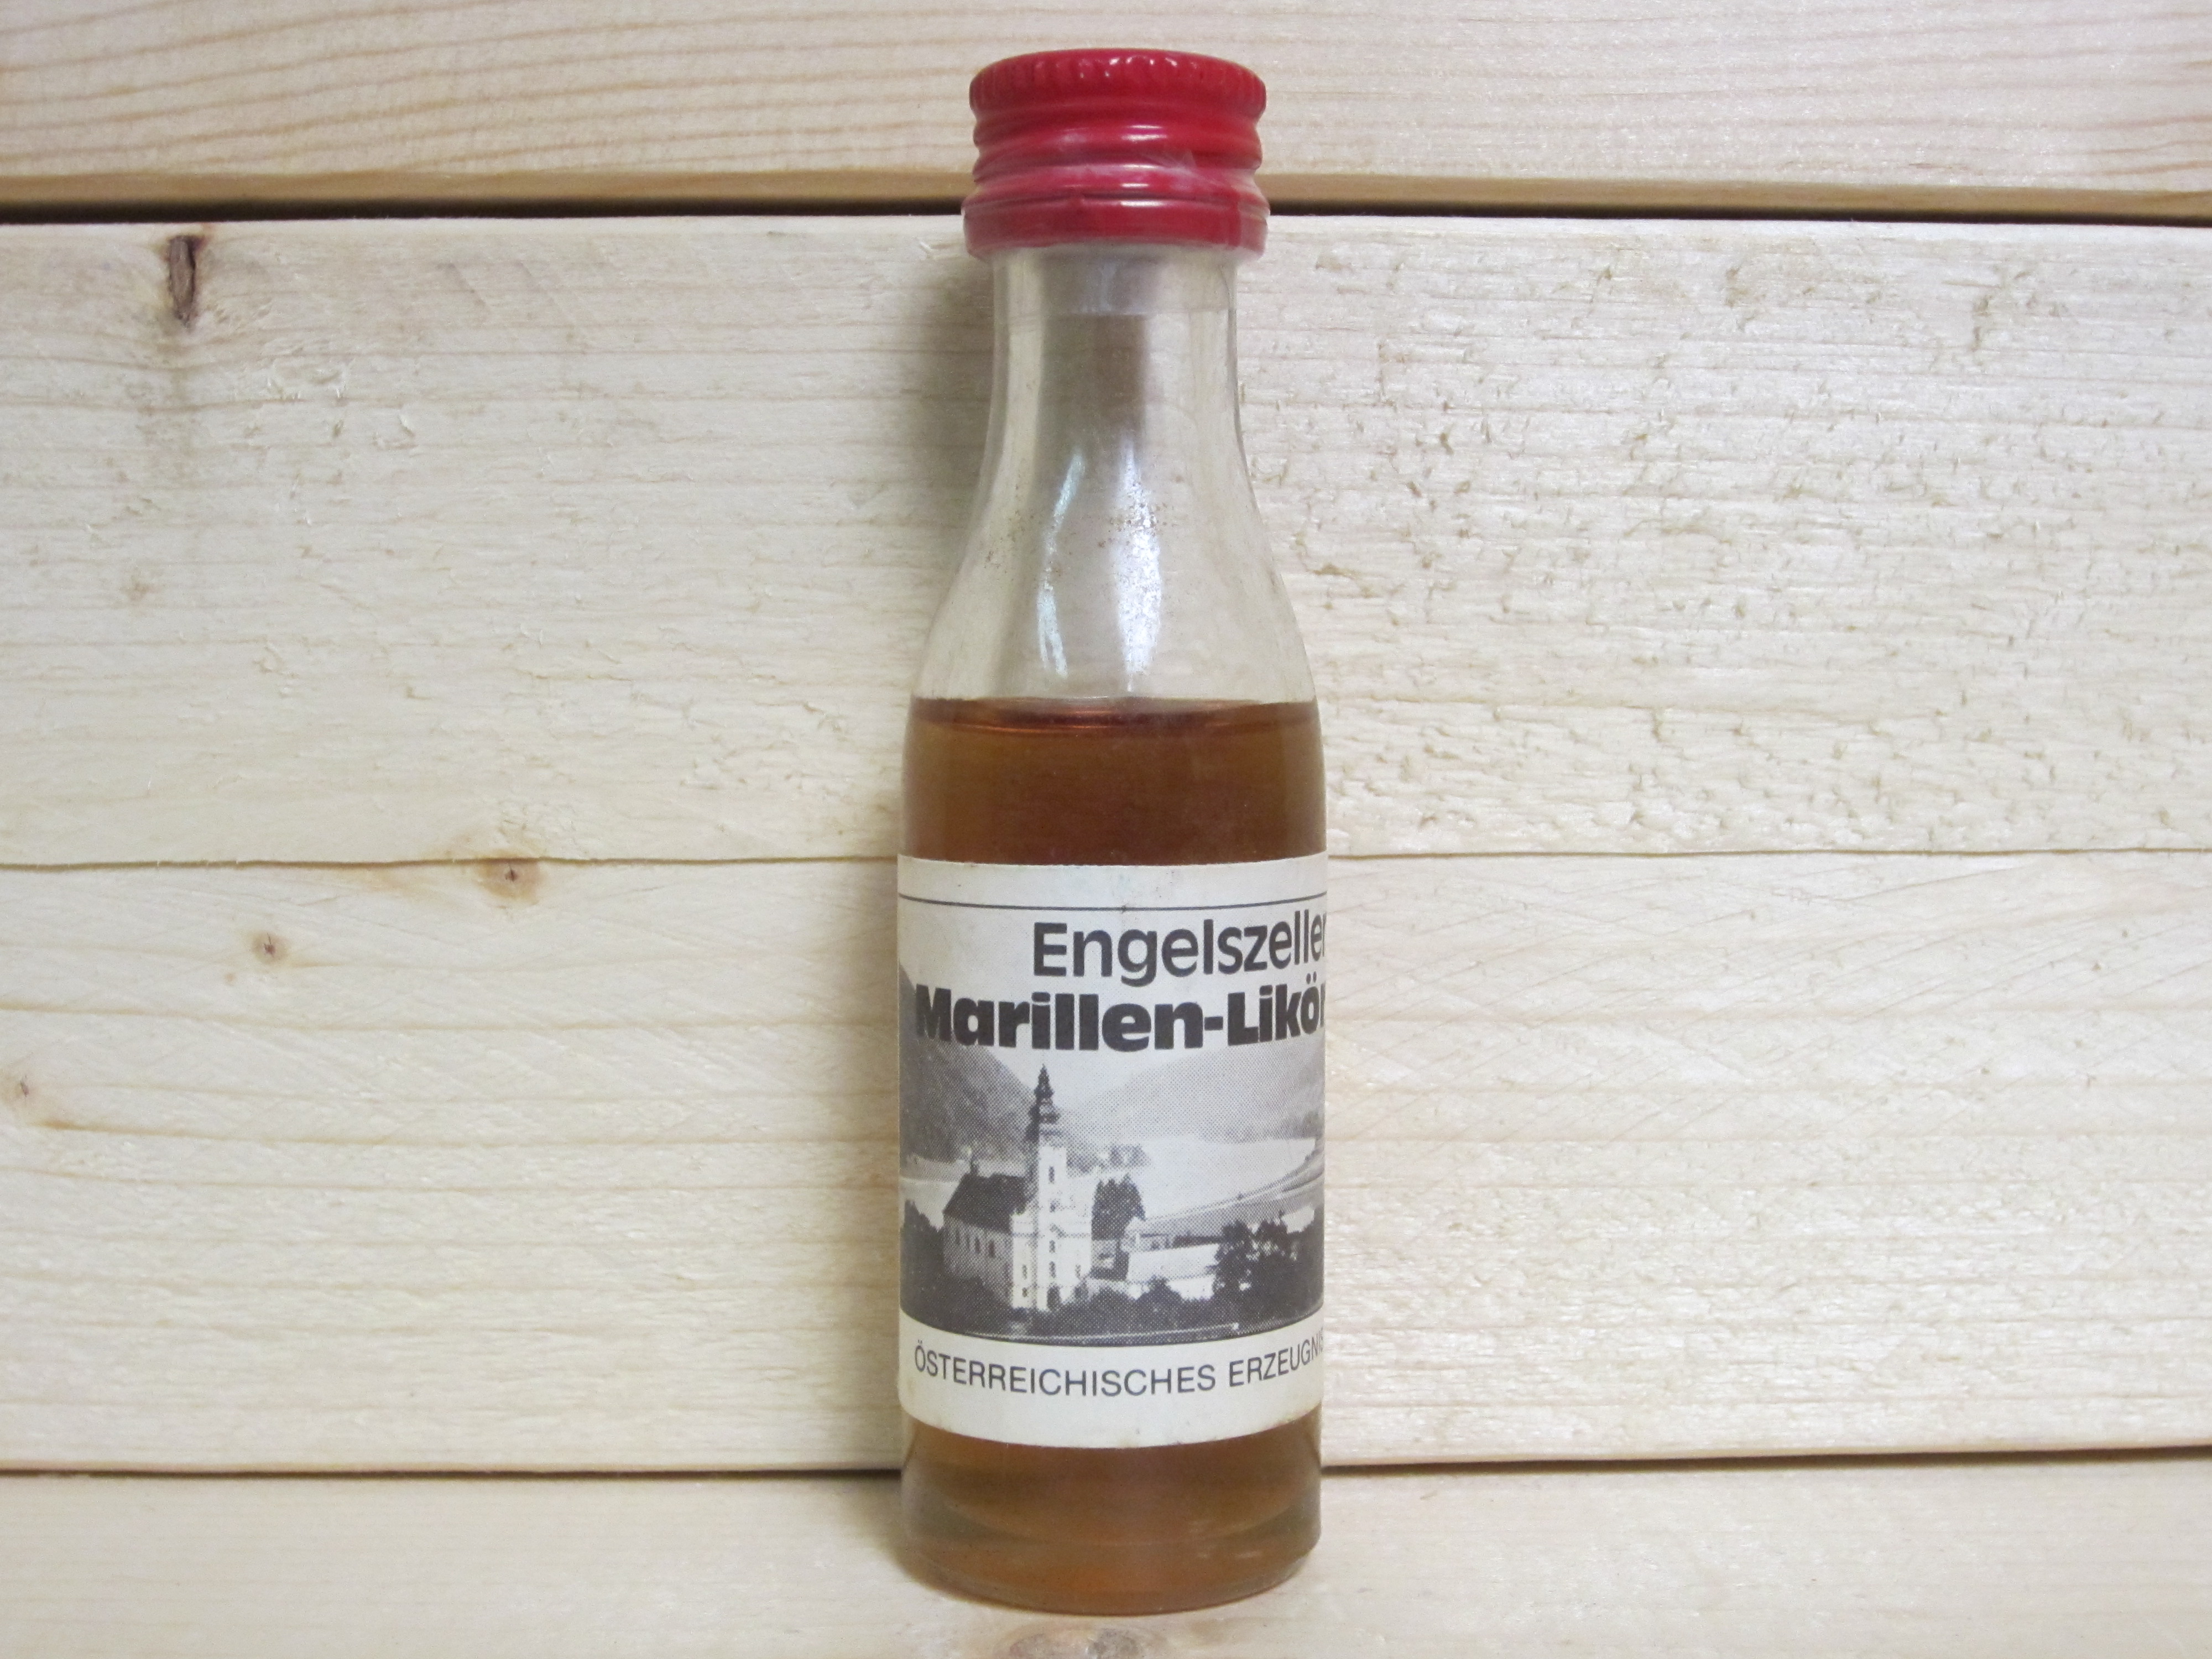 Engelszeller
Marillen-Likör
ÖSTERREICHISCHES ERZEUGNIS